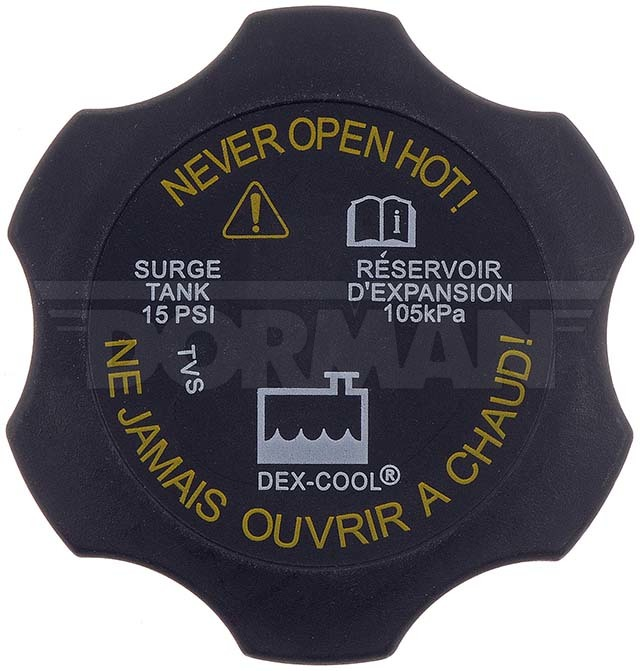 NEVER OPEN HOT!
i
SURGE
TANK
15 PSI
RÉSERVOIR
D'EXPANSION
105kPa
TVS
DORMAN
DEX-COOL®
NE JAMAIS OUVRIR A CHAUD!